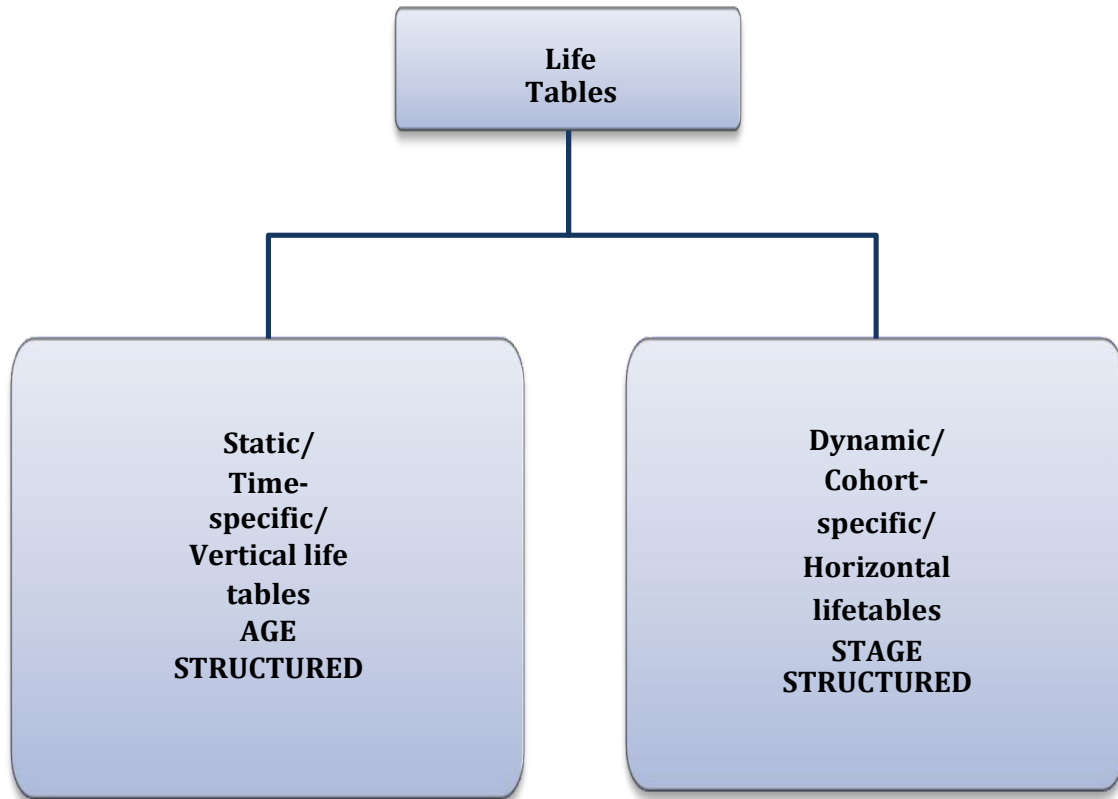 Life
Tables
Static/
Time-
specific/
Vertical life
tables
AGE
STRUCTURED
Dynamic/
Cohort-
specific/
Horizontal
lifetables
STAGE
STRUCTURED